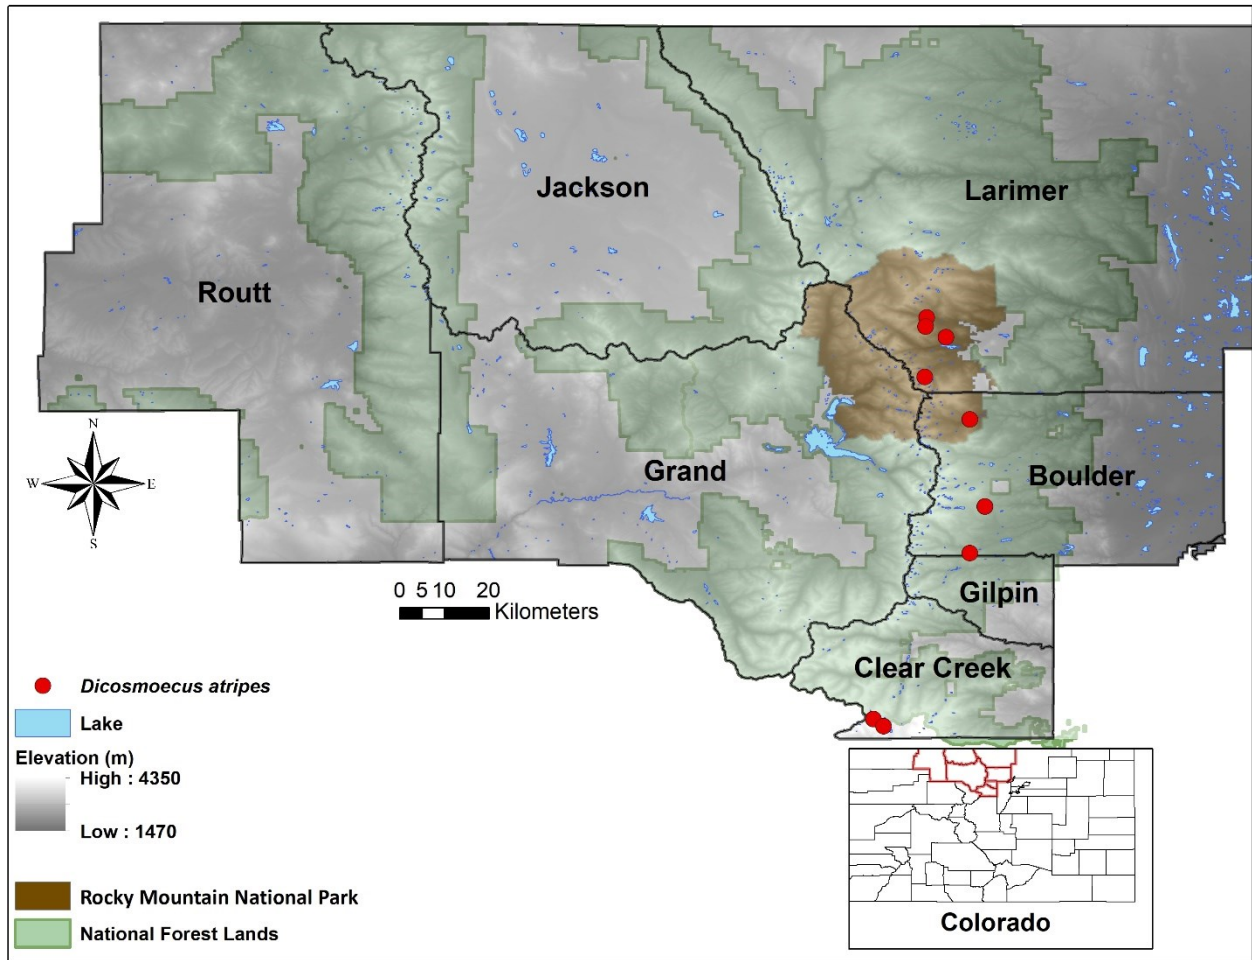 Jackson
Larimer
Routt
Grand
Boulder
Gilpin
Clear Creek
N
W E
S
0 5 10 20
Kilometers
Dicosmoecus atripes
Lake
Elevation (m)
High : 4350
Low : 1470
Rocky Mountain National Park
National Forest Lands
Colorado